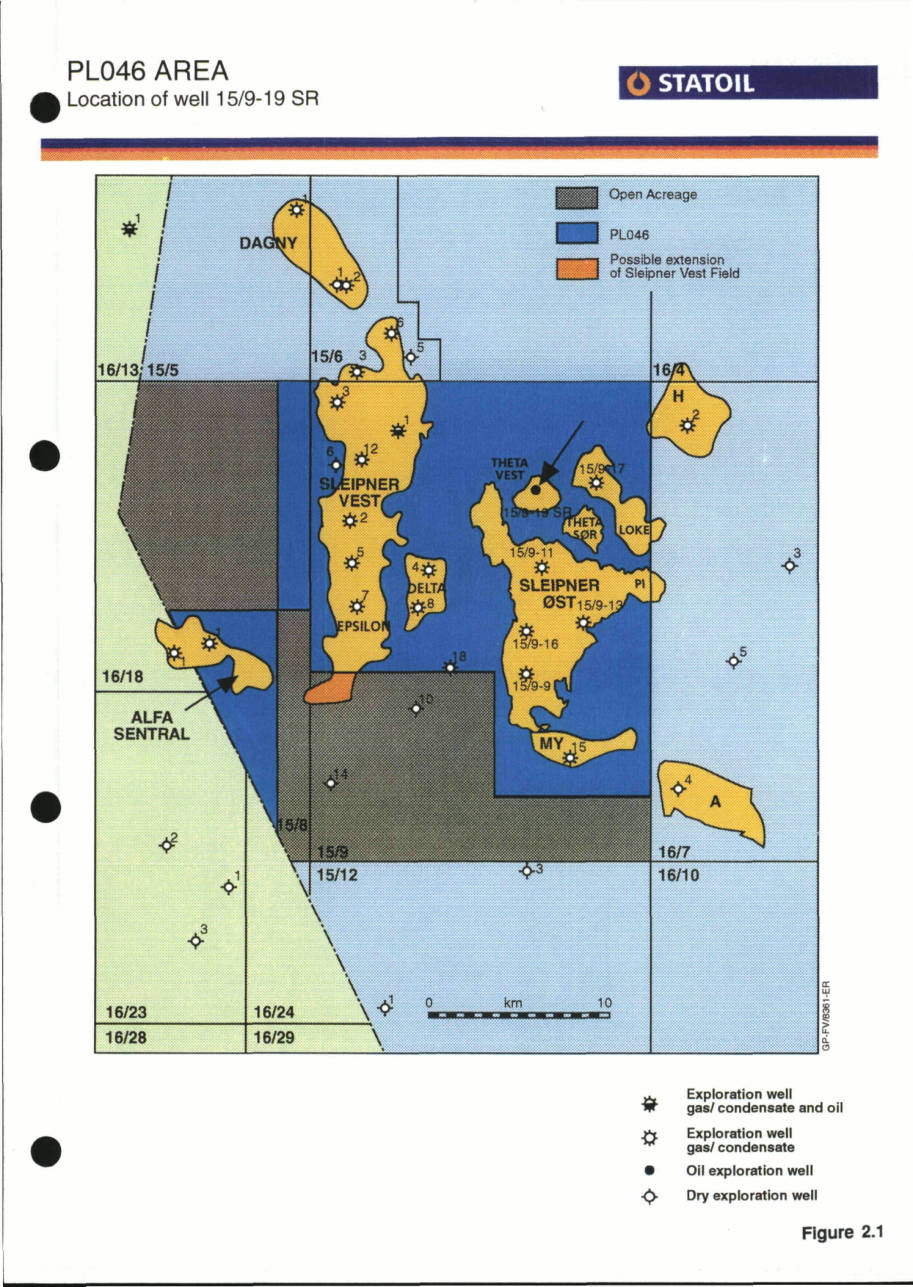 PL046 AREA
Location of well 15/9-19 SR
STATOIL
Open Acreage
PL046
Possible extension
of Sleipner Vest Field
1
1
DAGNY
1 2
6
5
3
15/6
16/13 15/5
16/4
H
2
3
1
12
6
SLEIPNER
VEST
2
5
7
EPSILON
4
DELTA
8
THETA
VEST
15/9-17
15/9-19 SR
THETA
SØR
LOKE
15/9-11
SLEIPNER
ØST
PI
15/9-13
15/9-16
15/9-9
3
5
1
1
16/18
ALFA
SENTRAL
18
10
14
MY
15
4
A
15/8
15/9
16/7
15/12
16/10
2
1
3
3
1
0 km 10
16/23
16/24
16/28
16/29
GP-FV/8361-ER
Exploration well
gas/ condensate and oil
Exploration well
gas/ condensate
Oil exploration well
Dry exploration well
Figure 2.1